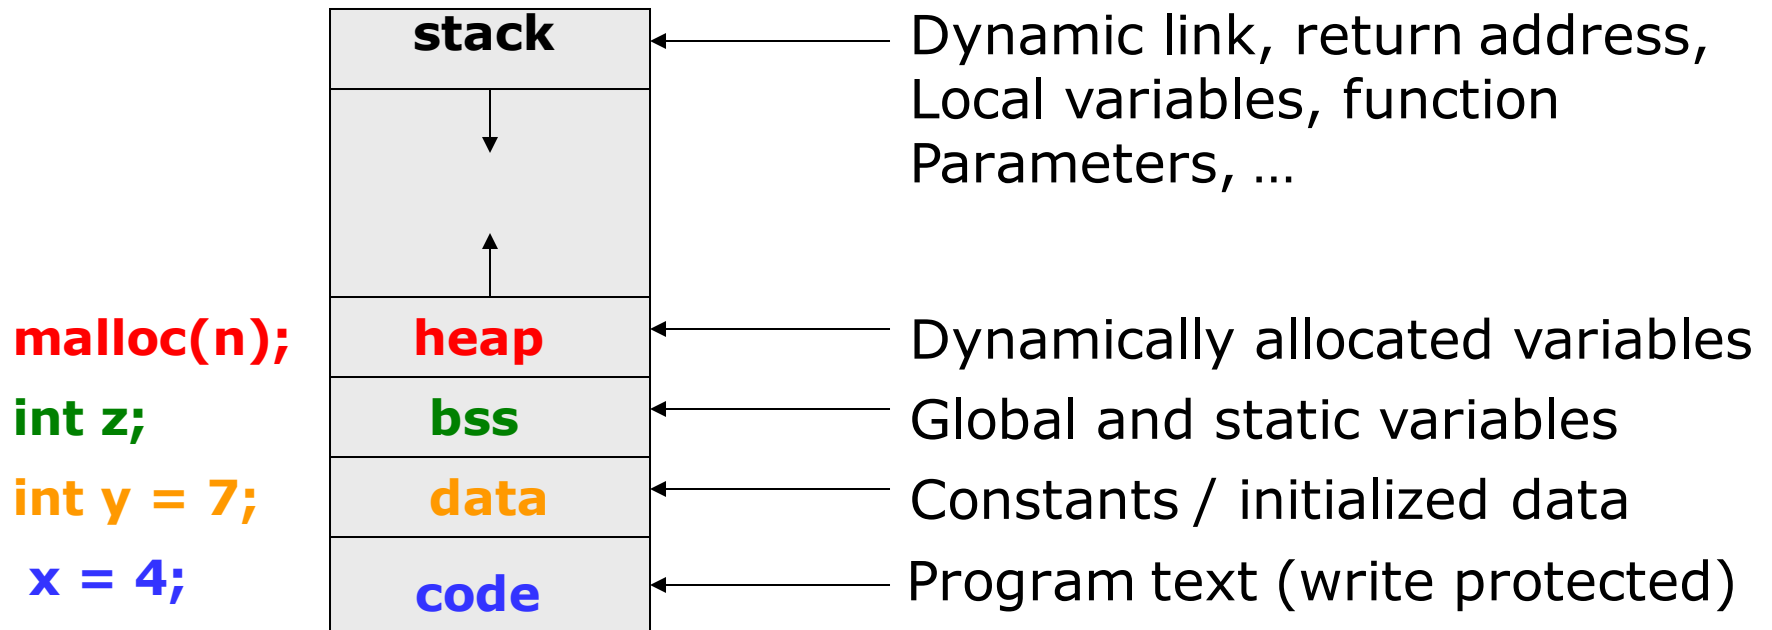 stack
Dynamic link, return address,
Local variables, function
Parameters, …
malloc(n);
heap
Dynamically allocated variables
int z;
bss
Global and static variables
int y = 7;
data
Constants / initialized data
x = 4;
code
Program text (write protected)